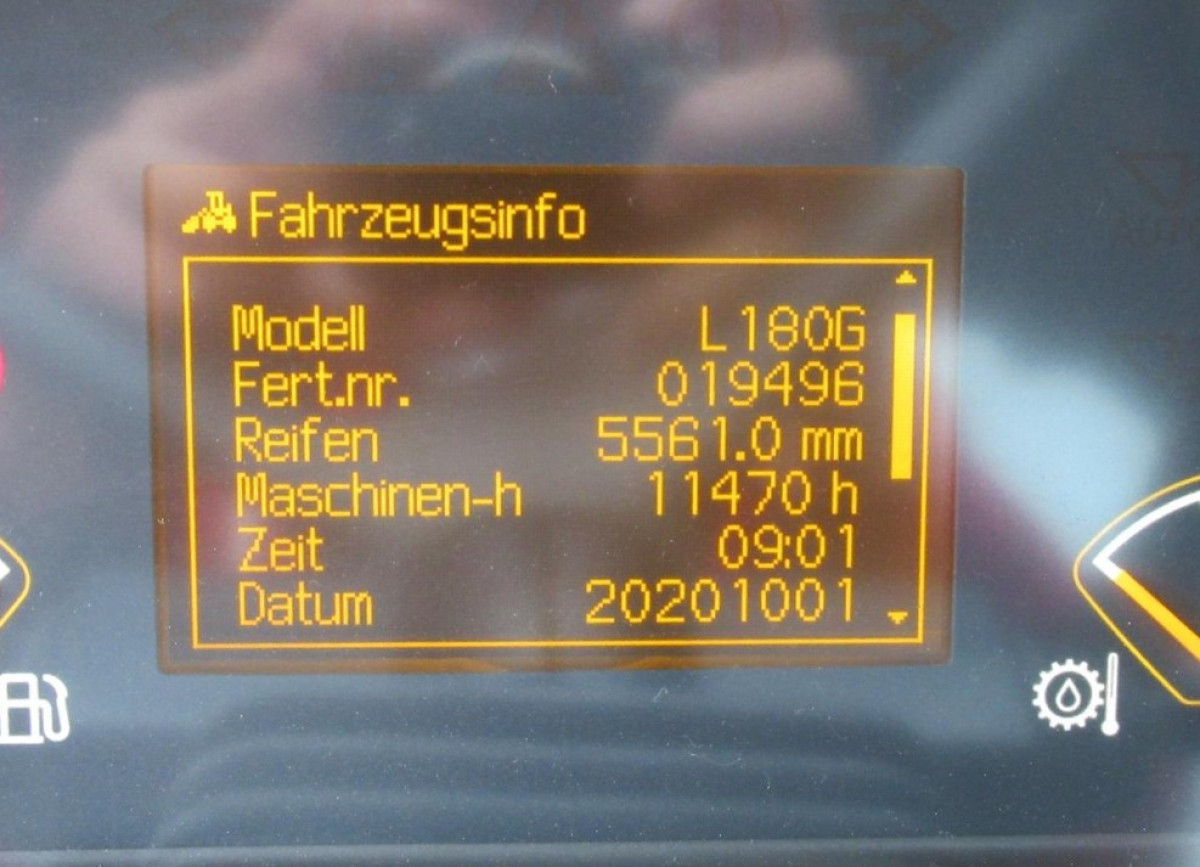 Fahrzeugsinfo
Modell L180G
Fert.nr. 019496
Reifen 5561.0 mm
Maschinen-h 11470 h
Zeit 09:01
Datum 20201001